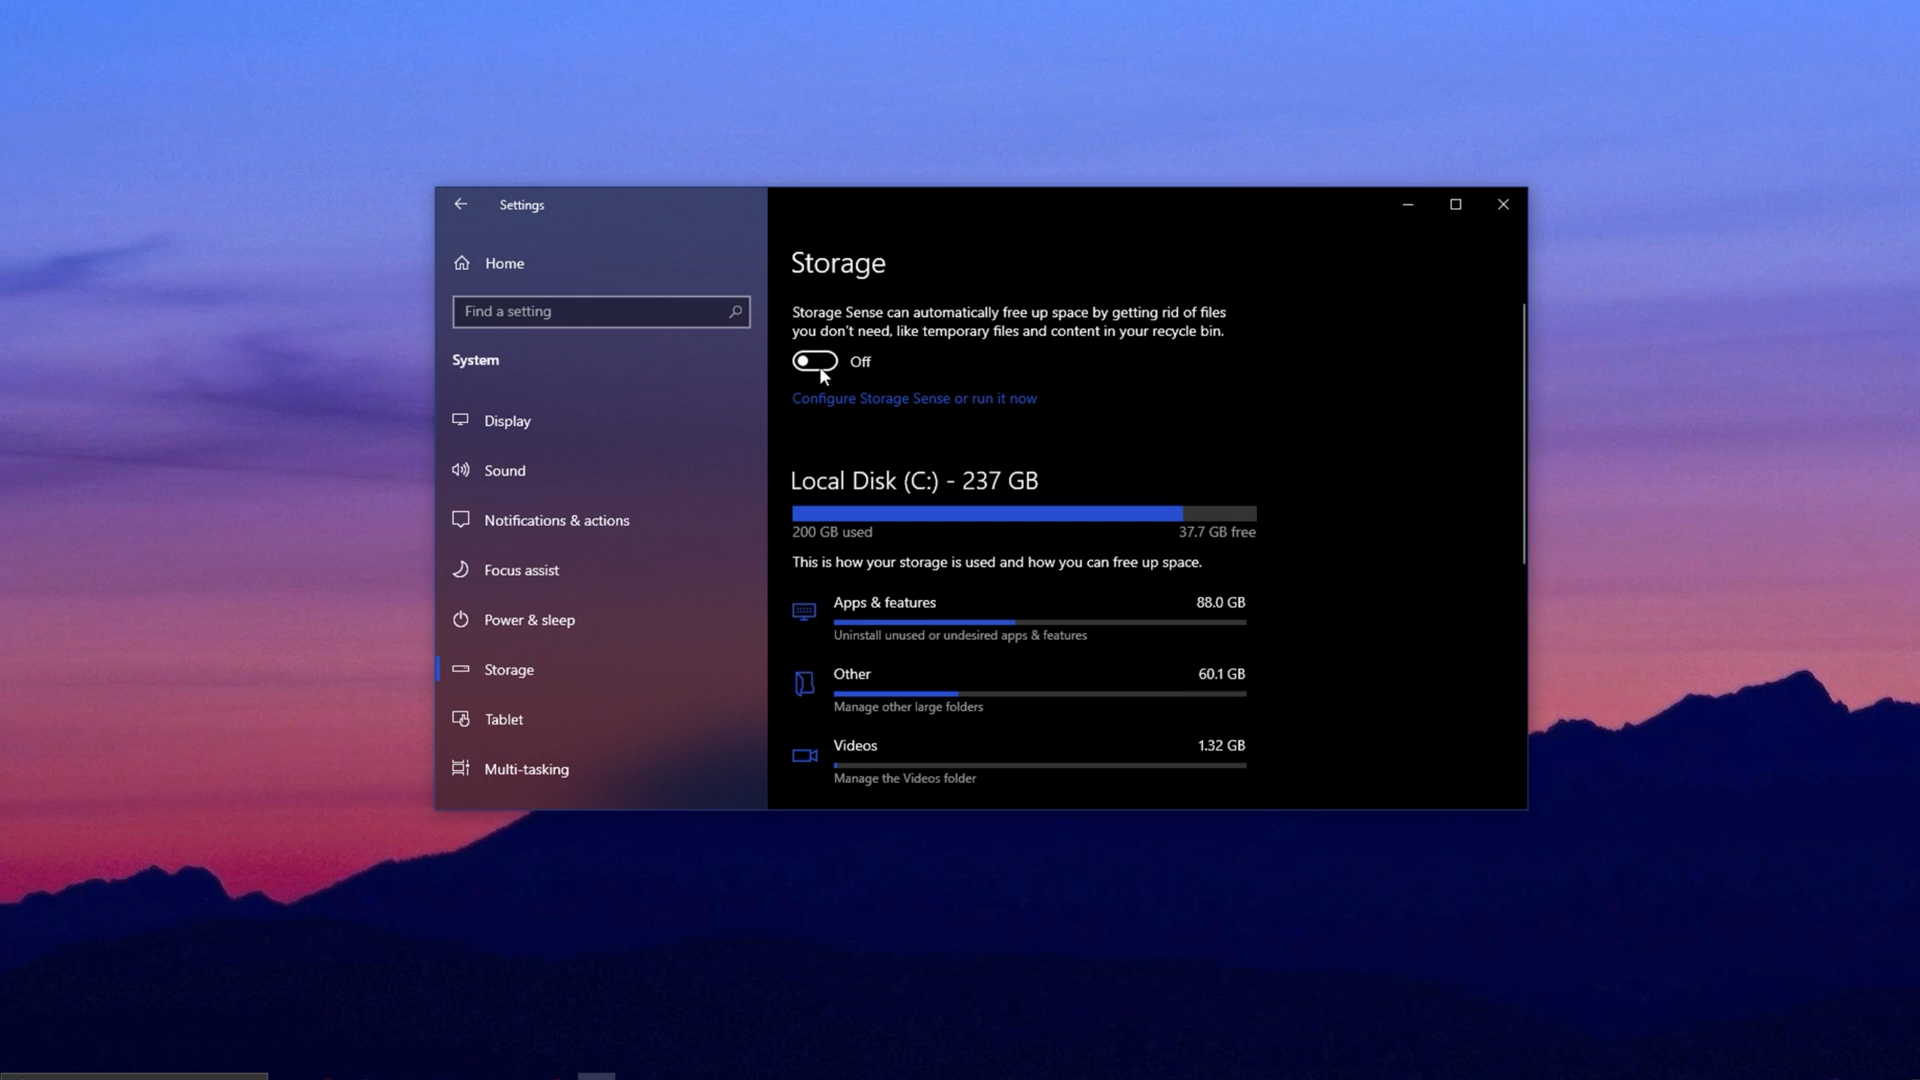 Settings
Home
Find a setting
System
Display
Sound
Notifications & actions
Focus assist
Power & sleep
Storage
Tablet
Multi-tasking
Storage
Storage Sense can automatically free up space by getting rid of files
you don't need, like temporary files and content in your recycle bin.
Off
Configure Storage Sense or run it now
Local Disk (C:) - 237 GB
200 GB used 37.7 GB free
This is how your storage is used and how you can free up space.
Apps & features 88.0 GB
Uninstall unused or undesired apps & features
Other 60.1 GB
Manage other large folders
Videos 1.32 GB
Manage the Videos folder